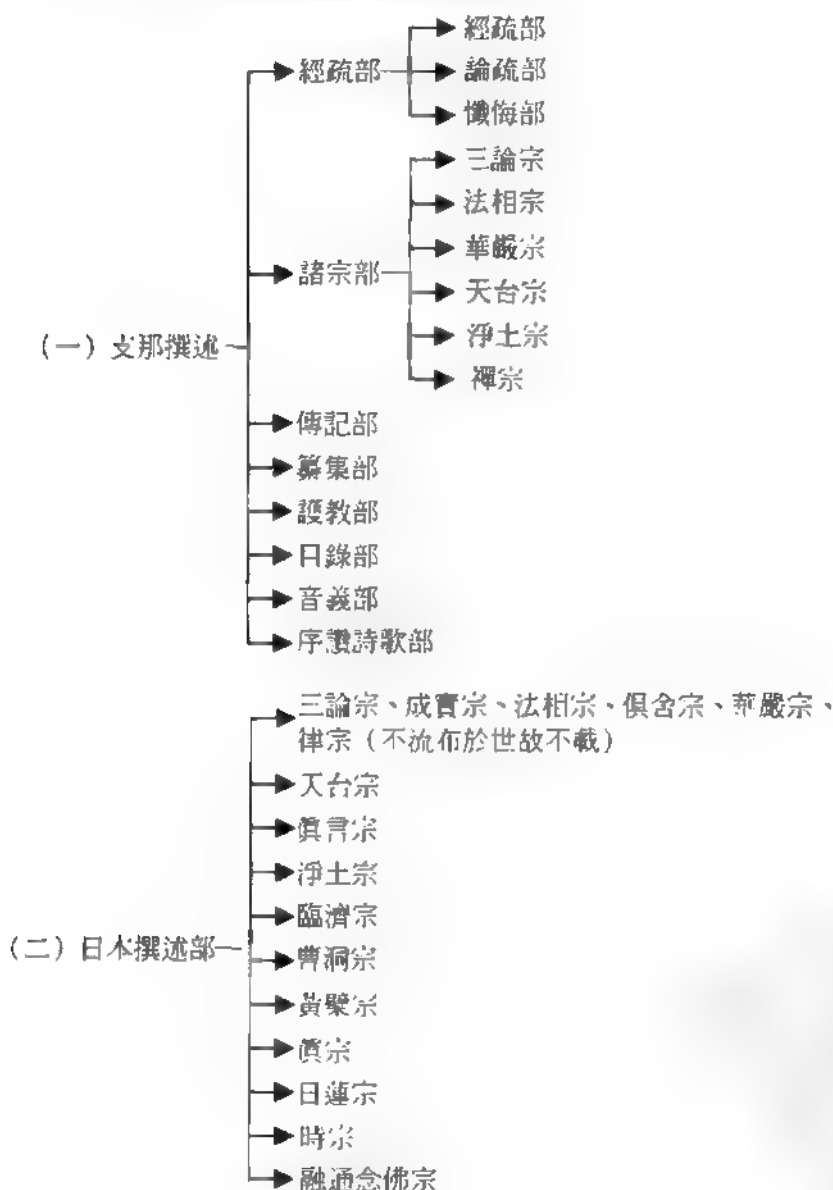 經疏部
經疏部
論疏部
懺悔部
三論宗
法相宗
華嚴宗
諸宗部
天台宗
淨土宗
(一)支那撰述
禪宗
傳記部
纂集部
護教部
目錄部
音義部
序讚詩歌部
三論宗、成實宗、法相宗、俱舍宗、華嚴宗、
律宗(不流布於世故不載)
天台宗
眞言宗
淨土宗
臨濟宗
(二)日本撰述部
曹洞宗
黃檗宗
眞宗
日蓮宗
時宗
融通念佛宗